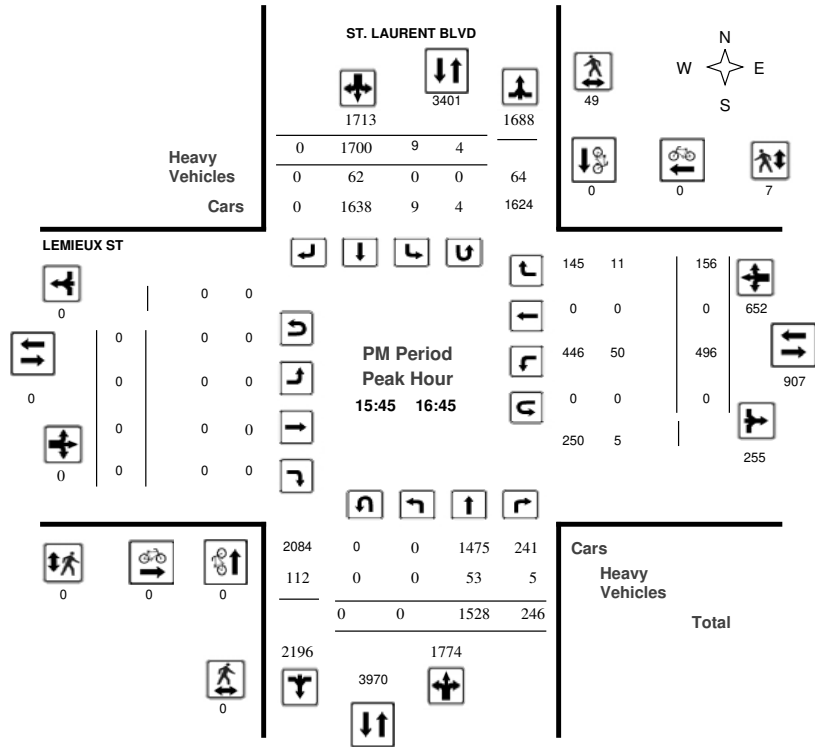 ST. LAURENT BLVD
N
W E
S
3401
49
1713 1688
0 1700 9 4
Heavy
Vehicles
0 62 0 0 64
0 0 7
Cars 0 1638 9 4 1624
LEMIEUX ST
145 11 156
0 0 0
0 0 0 652
0 0 0
446 50 496
PM Period
Peak Hour
0 0 0
907
0
15:45 16:45
0 0 0
0 0 0
250 5
255
0 0 0 0
2084 0 0 1475 241 Cars
112 0 0 53 5 Heavy
Vehicles
0 0 0
0 0 1528 246
Total
2196 1774
3970
0